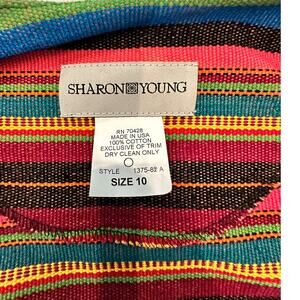 SHARON YOUNG
RN 70428
MADE IN USA
100% COTTON
EXCLUSIVE OF TRIM
DRY CLEAN ONLY
STYLE 1375-82 A
SIZE 10